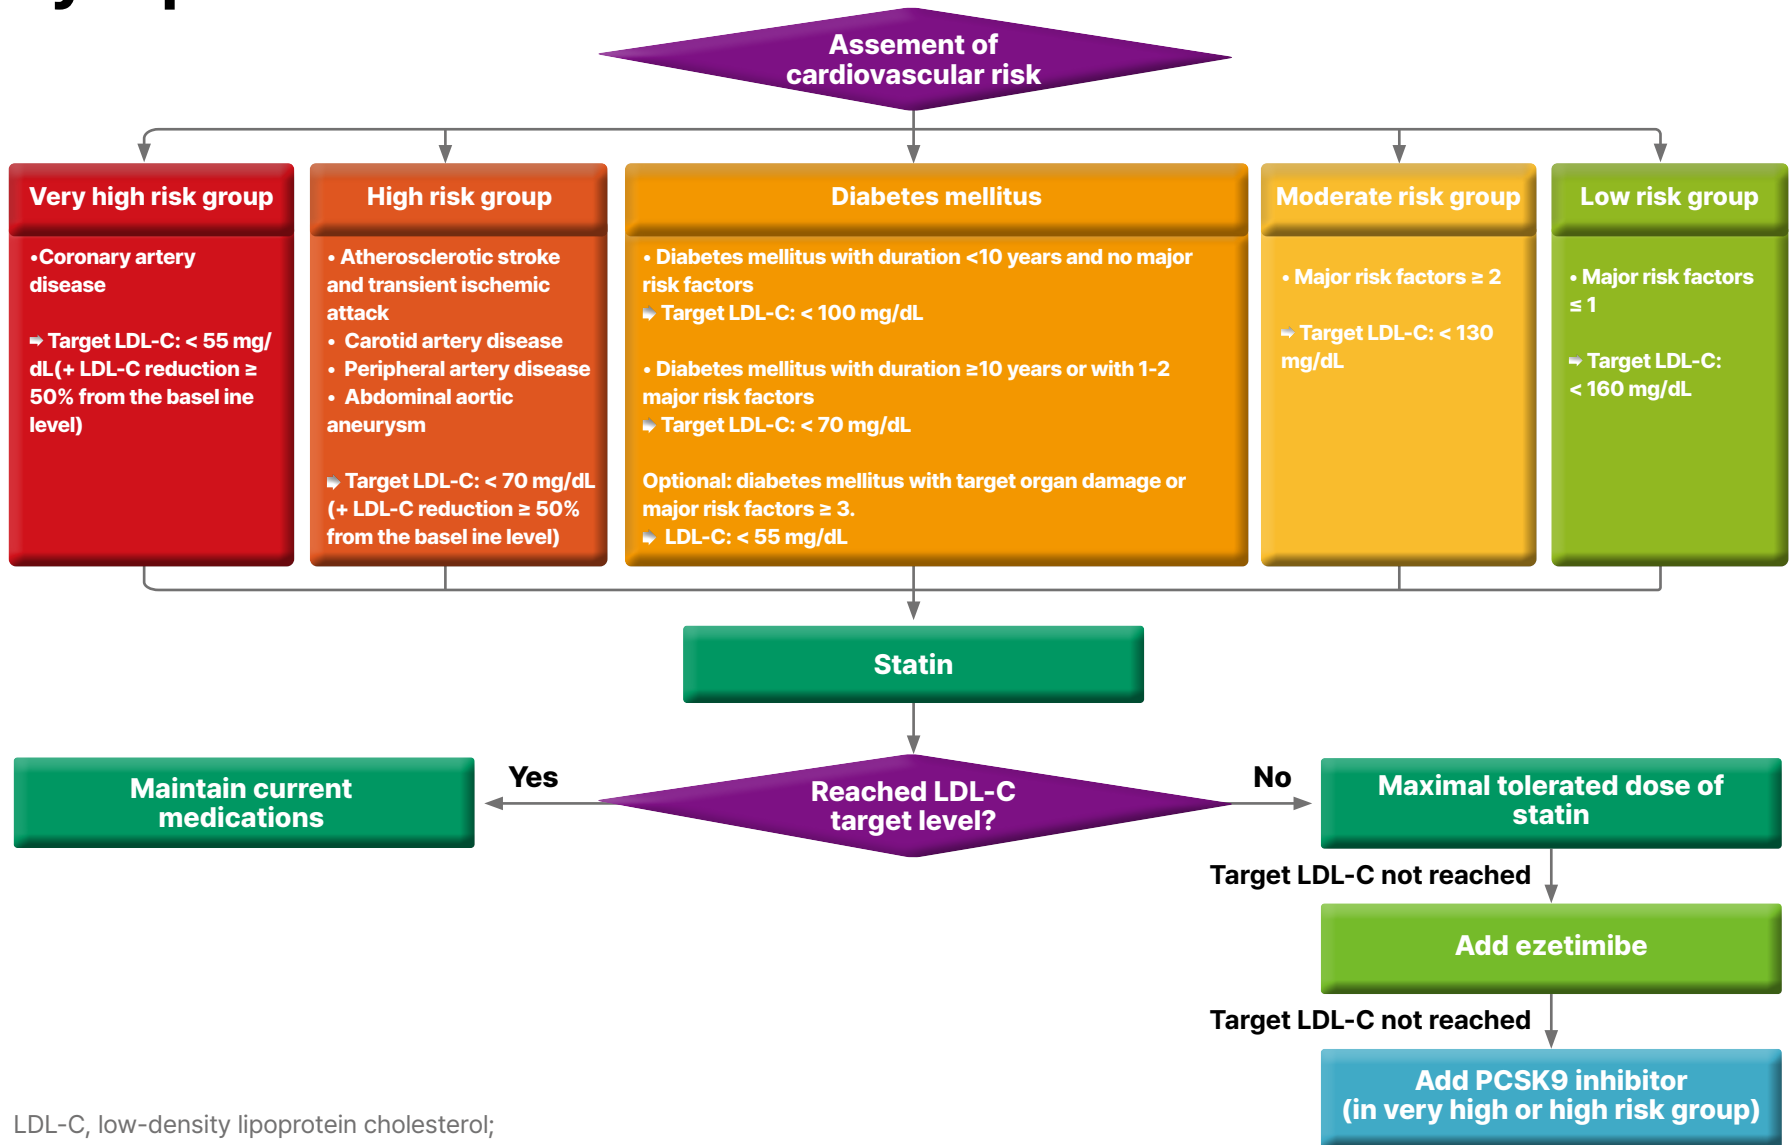 Assement of
cardiovascular risk
Very high risk group
•Coronary artery
disease
➡ Target LDL-C: < 55 mg/
dL(+ LDL-C reduction ≥
50% from the basel ine
level)
High risk group
• Atherosclerotic stroke
and transient ischemic
attack
• Carotid artery disease
• Peripheral artery disease
• Abdominal aortic
aneurysm
➡ Target LDL-C: < 70 mg/dL
(+ LDL-C reduction ≥ 50%
from the basel ine level)
Diabetes mellitus
• Diabetes mellitus with duration <10 years and no major
risk factors
➡ Target LDL-C: < 100 mg/dL
• Diabetes mellitus with duration ≥10 years or with 1-2
major risk factors
➡ Target LDL-C: < 70 mg/dL
Optional: diabetes mellitus with target organ damage or
major risk factors ≥ 3.
➡ LDL-C: < 55 mg/dL
Moderate risk group
• Major risk factors ≥ 2
➡ Target LDL-C: < 130
mg/dL
Low risk group
• Major risk factors
≤ 1
➡ Target LDL-C:
< 160 mg/dL
Statin
Reached LDL-C
target level?
Yes
Maintain current
medications
No
Maximal tolerated dose of
statin
Target LDL-C not reached
Add ezetimibe
Target LDL-C not reached
Add PCSK9 inhibitor
(in very high or high risk group)
LDL-C, low-density lipoprotein cholesterol;